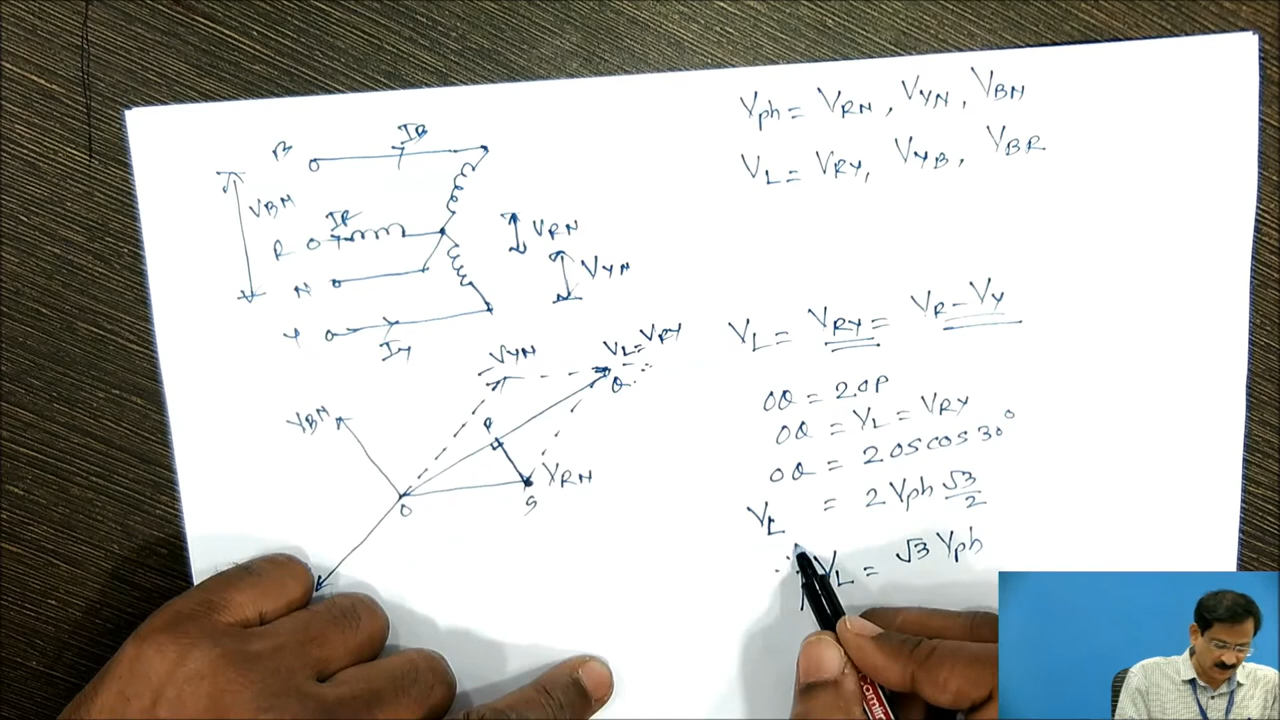 Vph = VRN, VYN, VBN
VL = VRY, VYB, VBR
B
IB
VBN
IR
R
VRN
N
VYN
Y
IY
VL = VRY = VR - VY
VYN
VL = VRY
Q
OQ = 2OP
VBN
P
OQ = VL = VRY
OQ = 2OS cos 30°
VRN
O
S
VL = 2Vph √3/2
∴ VL = √3 Vph
Camlin